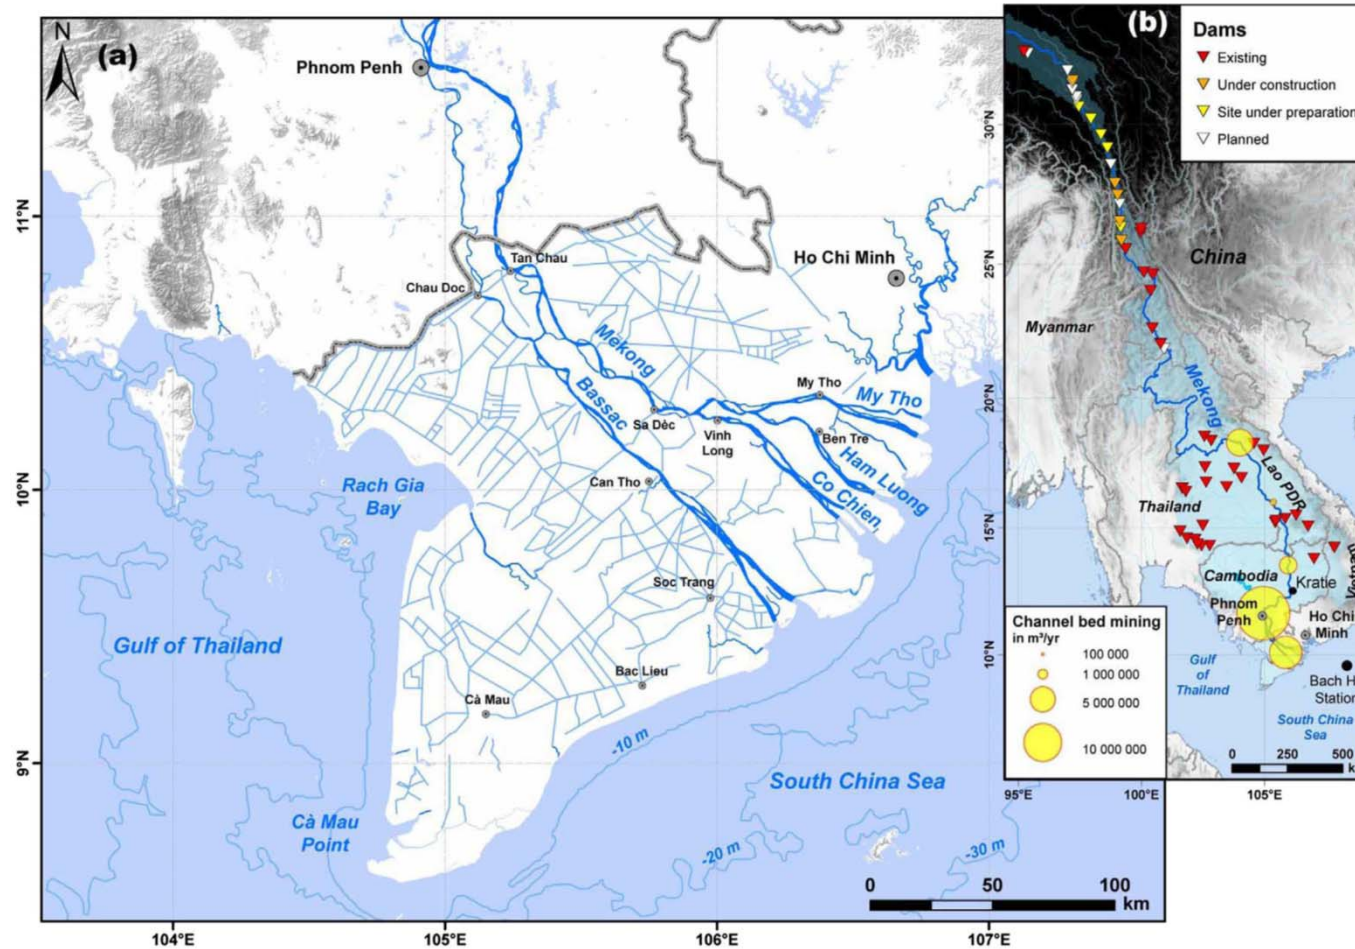 N
(a)
Phnom Penh
11°N
10°N
9°N
Tan Chau
Chau Doc
Ho Chi Minh
Mekong
Bassac
My Tho
My Tho
Sa Dèc
Vinh
Long
Ben Tre
Ham Luong
Co Chien
Can Tho
Rach Gia
Bay
Soc Trang
Gulf of Thailand
Bac Lieu
Cà Mau
-10 m
South China Sea
Cà Mau
Point
-20 m
-30 m
0
50
100
km
104°E
105°E
106°E
107°E
(b)
Dams
Existing
Under construction
Site under preparation
Planned
30°N
25°N
20°N
15°N
10°N
China
Myanmar
Mekong
Lao PDR
Thailand
Vietnam
Cambodia
Kratie
Phnom
Penh
Ho Chi
Minh
Channel bed mining
in m³/yr
100 000
1 000 000
5 000 000
10 000 000
Gulf
of
Thailand
Bach H
Station
South China
Sea
0
250
500
k
95°E
100°E
105°E